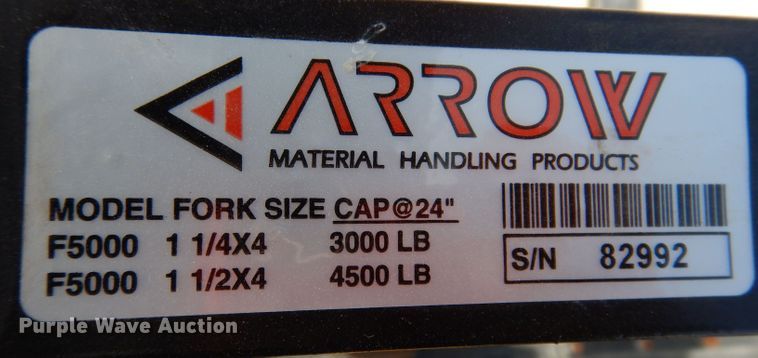 ARROW
MATERIAL HANDLING PRODUCTS
MODEL FORK SIZE CAP@24"
F5000 1 1/4X4 3000 LB
F5000 1 1/2X4 4500 LB
S/N 82992
Purple Wave Auction